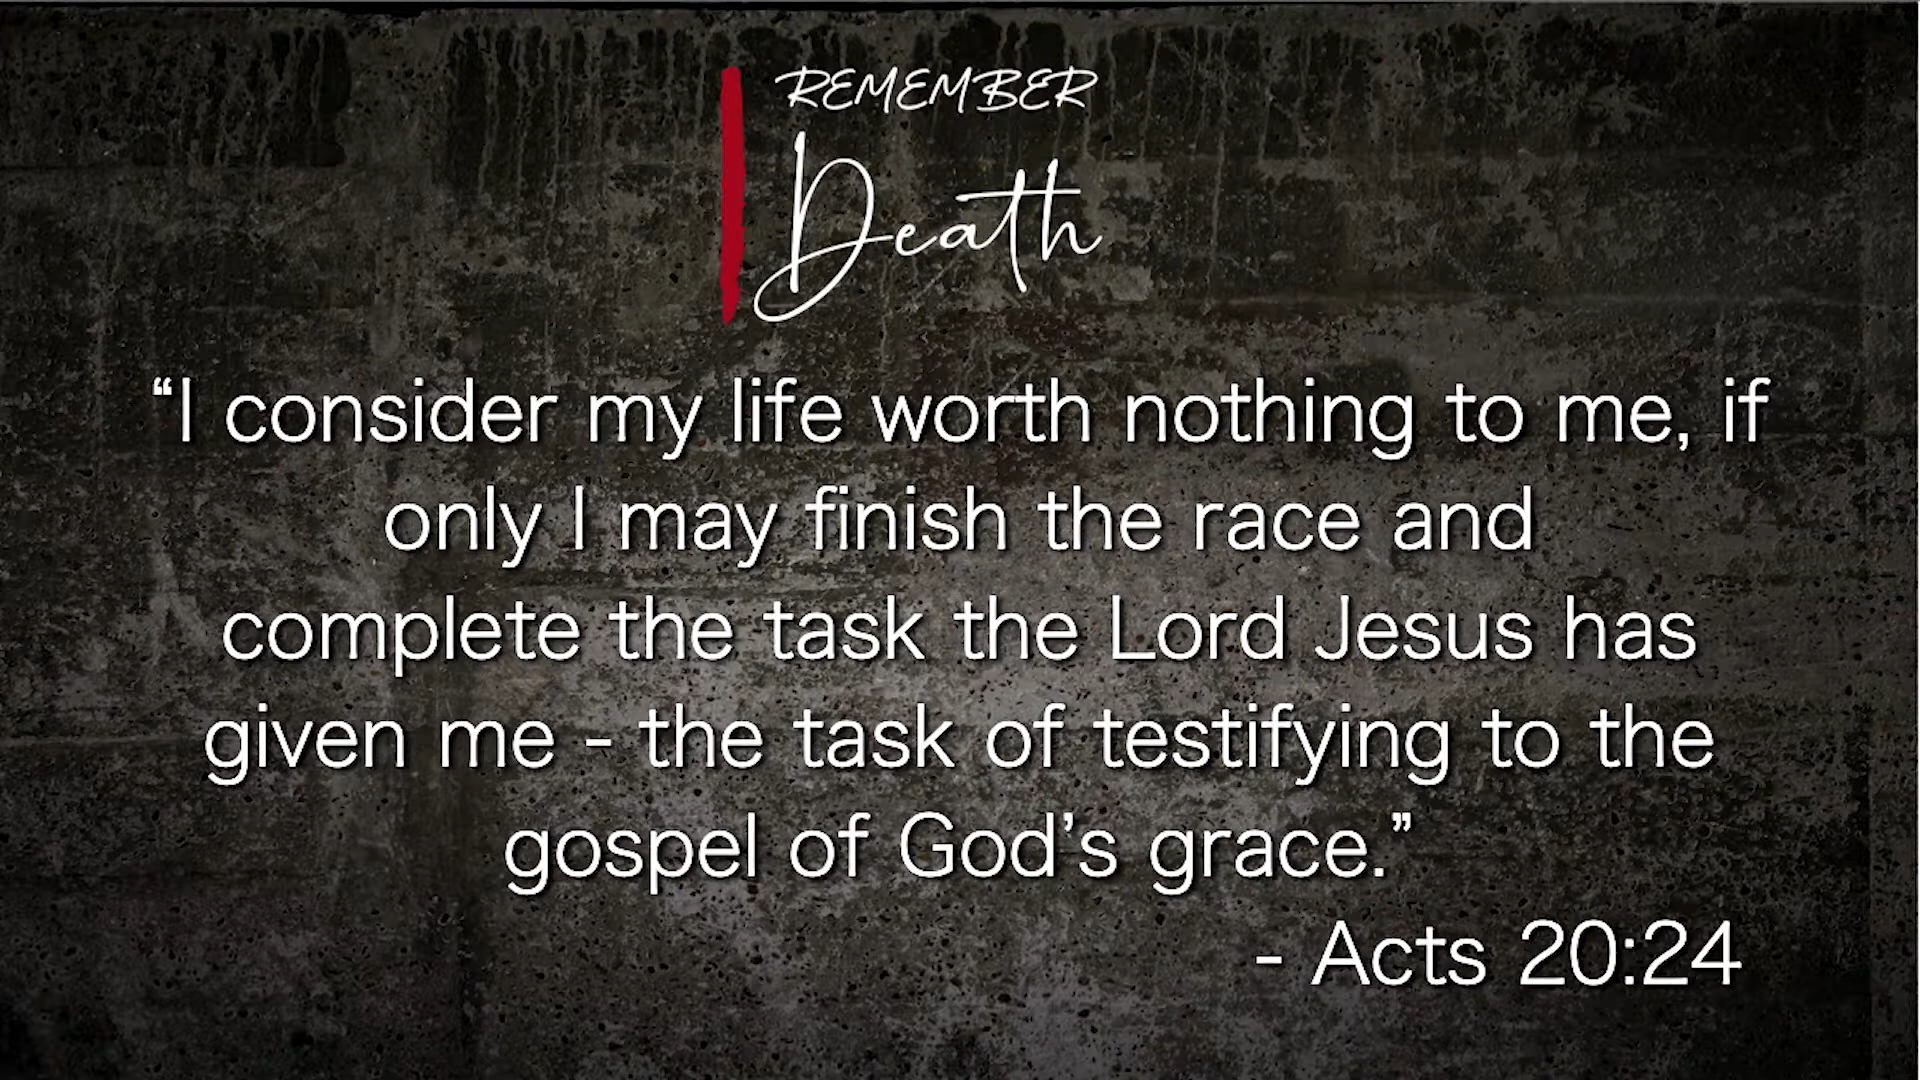 REMEMBER
Death
“I consider my life worth nothing to me, if
only I may finish the race and
complete the task the Lord Jesus has
given me - the task of testifying to the
gospel of God’s grace.”
- Acts 20:24